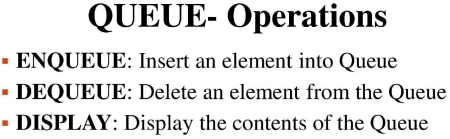 QUEUE- Operations
▪ ENQUEUE: Insert an element into Queue
▪ DEQUEUE: Delete an element from the Queue
▪ DISPLAY: Display the contents of the Queue